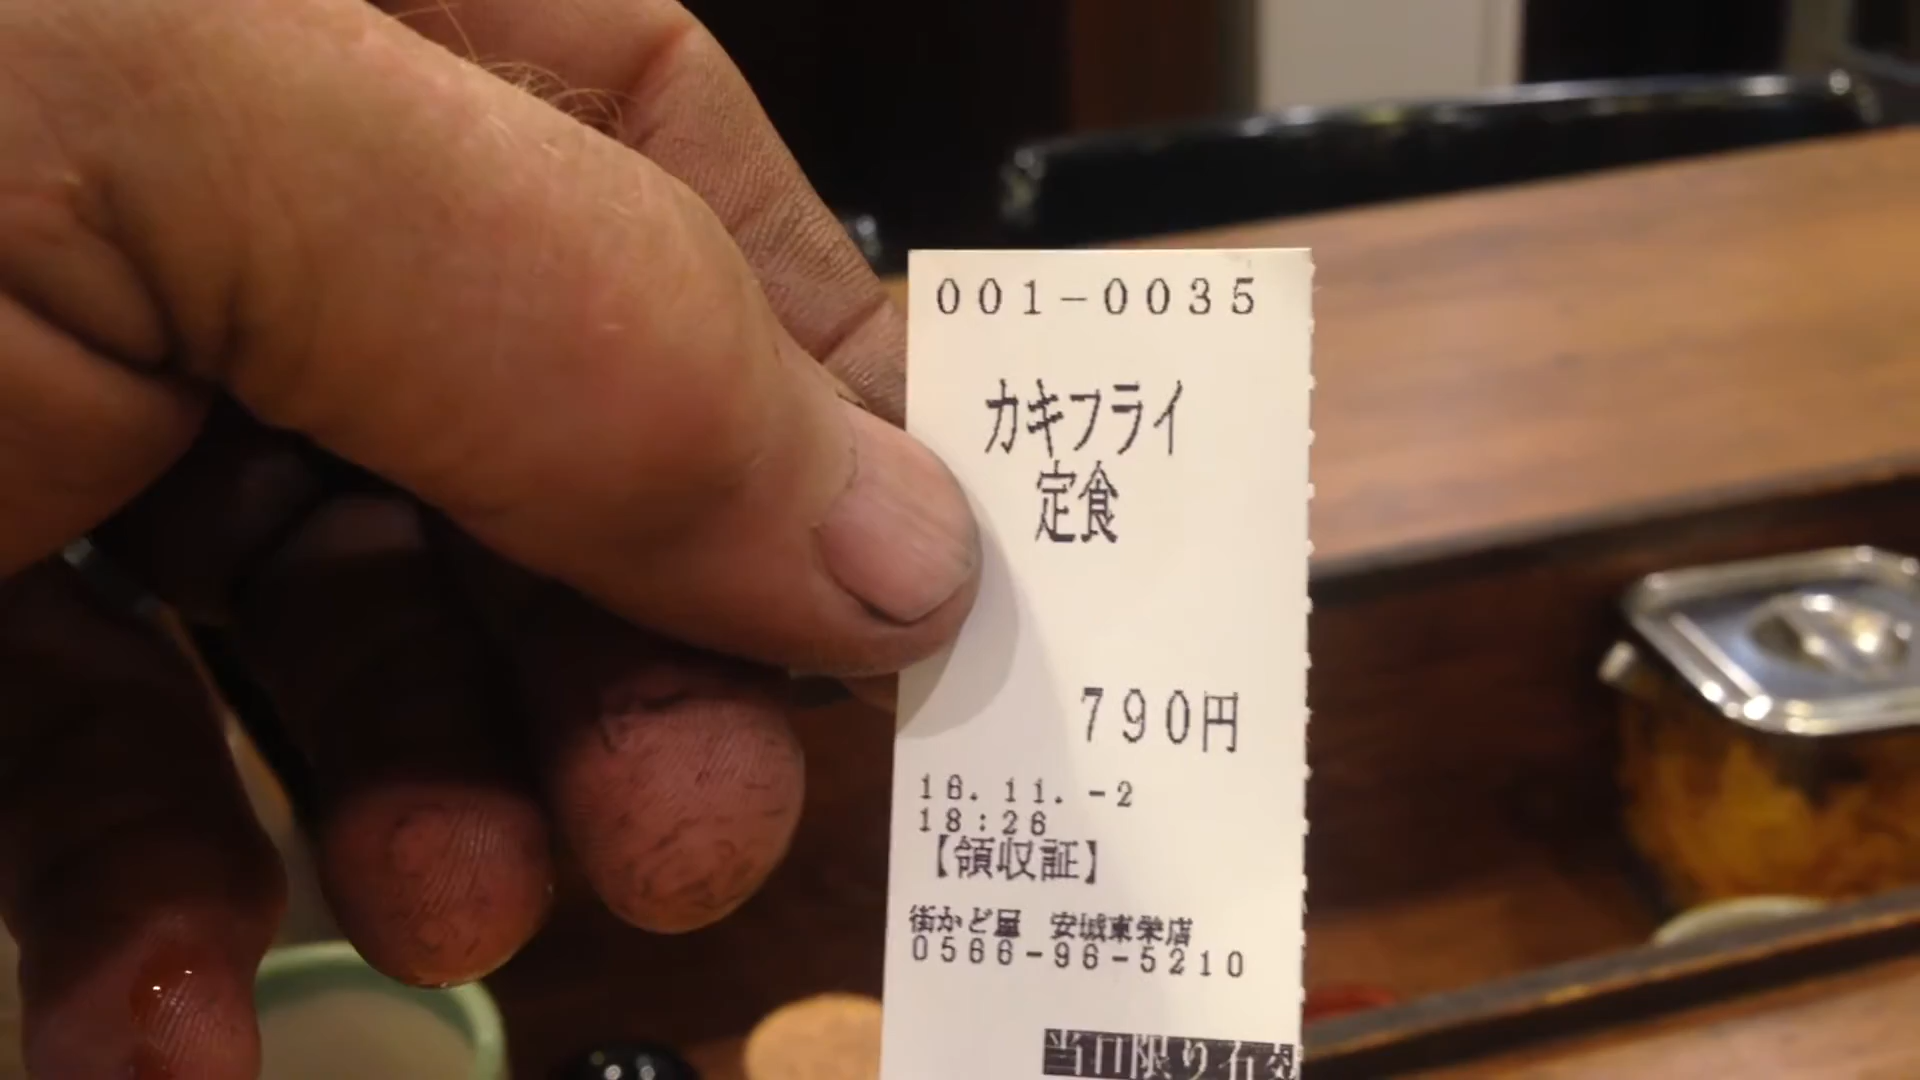 001-0035
カキフライ
定食
790円
16.11.-2
18:26
【領収証】
街かど屋 安城東栄店
0566-96-5210
当日限り有効